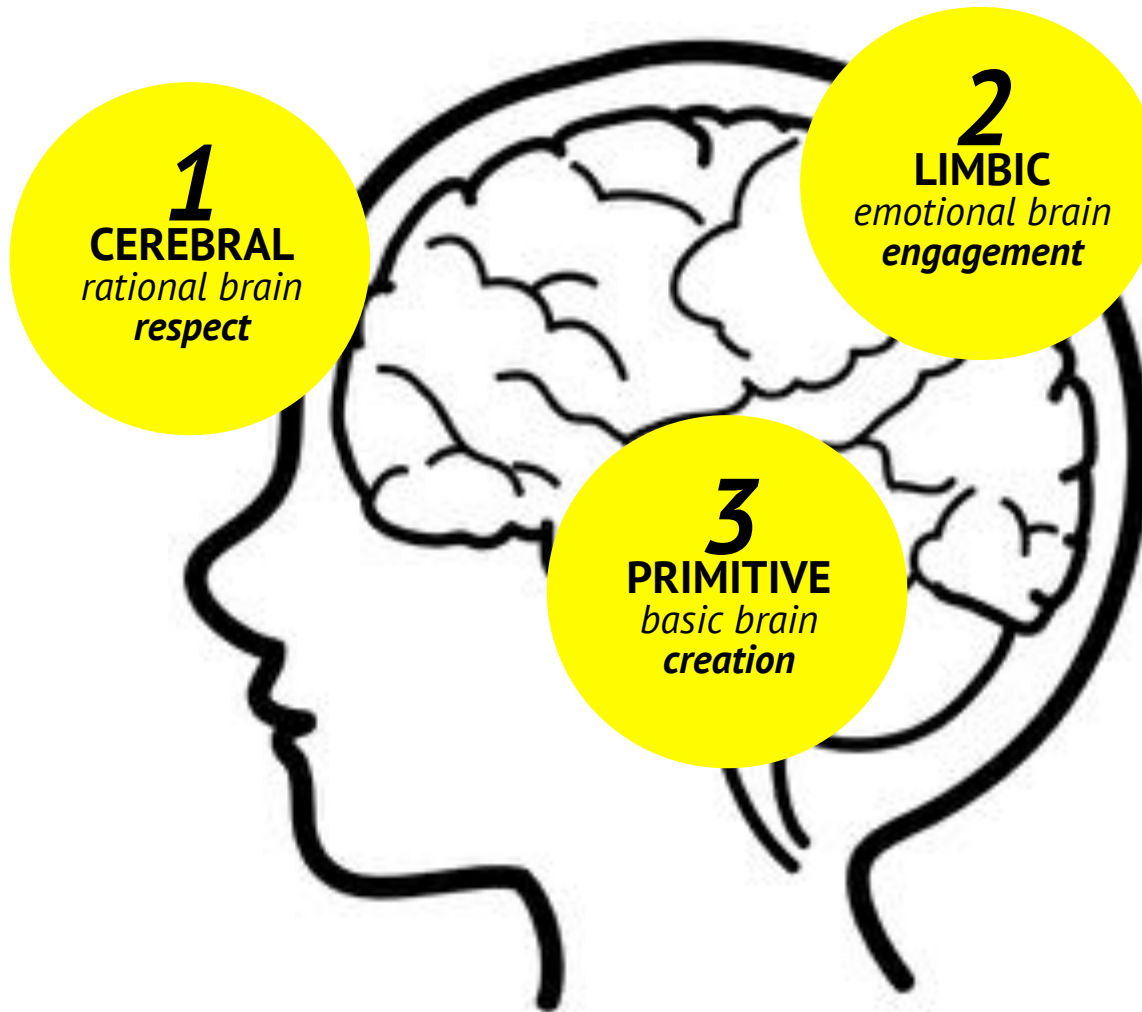 1
CEREBRAL
rational brain
respect
2
LIMBIC
emotional brain
engagement
3
PRIMITIVE
basic brain
creation